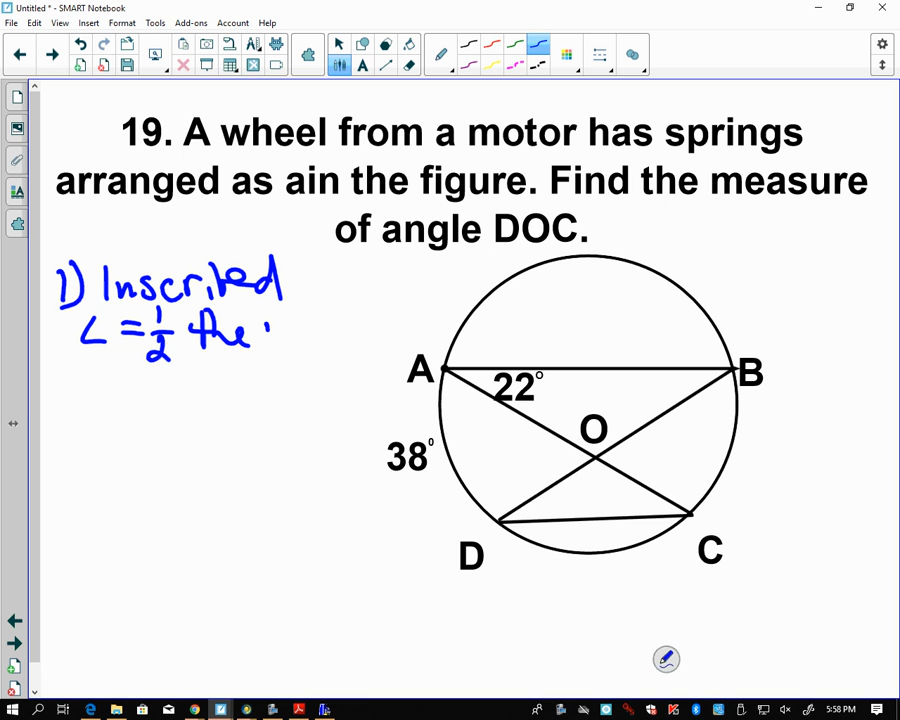 Untitled * - SMART Notebook
File Edit View Insert Format Tools Add-ons Account Help
19. A wheel from a motor has springs
arranged as ain the figure. Find the measure
of angle DOC.
1) Inscribed
∠ = 1/2 the
A
22°
B
O
38°
D
C
5:58 PM